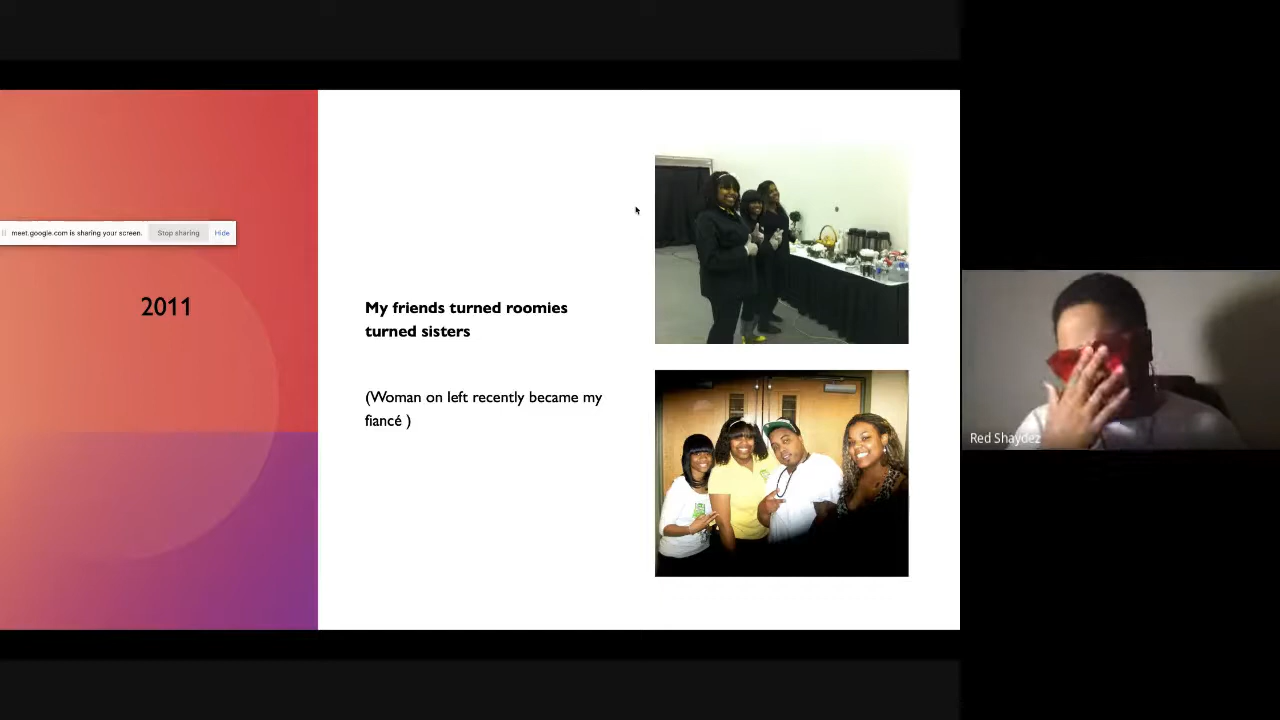 meet.google.com is sharing your screen. Stop sharing Hide
2011
My friends turned roomies
turned sisters
(Woman on left recently became my
fiancé )
Red Shaydez